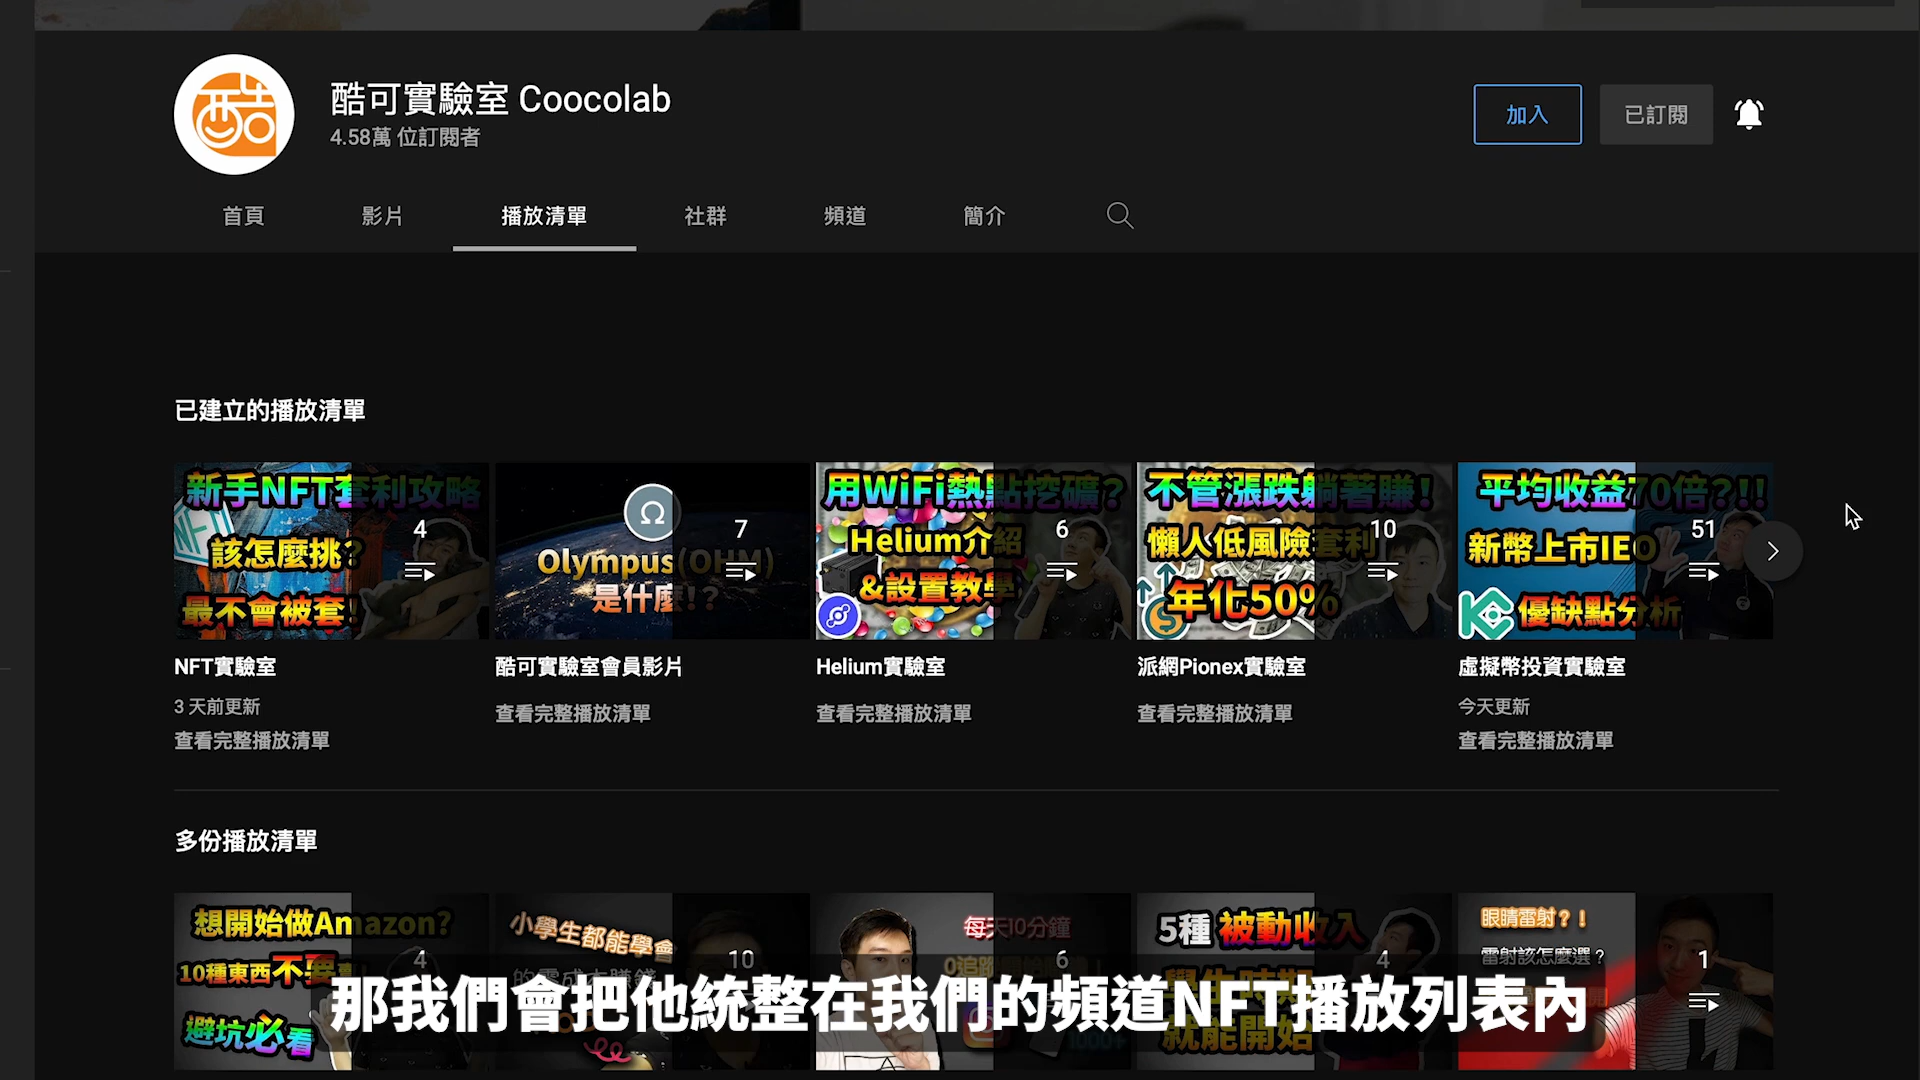 酷可實驗室 Coocolab
4.58萬 位訂閱者
加入
已訂閱
首頁
影片
播放清單
社群
頻道
簡介
已建立的播放清單
新手NFT套利攻略
該怎麼挑?
最不會被套!
4
Olympus(OHM)
是什麼!?
7
用WiFi熱點挖礦?
Helium介紹
&設置教學
6
不管漲跌躺著賺!
懶人低風險套利
年化50%
10
平均收益70倍?!!
新幣上市IEO
優缺點分析
51
NFT實驗室
3 天前更新
查看完整播放清單
酷可實驗室會員影片
查看完整播放清單
Helium實驗室
查看完整播放清單
派網Pionex實驗室
查看完整播放清單
虛擬幣投資實驗室
今天更新
查看完整播放清單
多份播放清單
想開始做Amazon?
10種東西不要賣
避坑必看
4
小學生都能學會
10
每天10分鐘
6
5種 被動收入
就能開始
4
眼睛雷射?!
雷射該怎麼選?
1
那我們會把他統整在我們的頻道NFT播放列表內